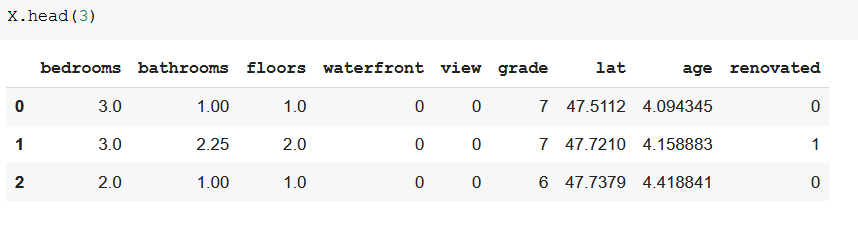 X.head(3)
bedrooms bathrooms floors waterfront view grade lat age renovated
0 3.0 1.00 1.0 0 0 7 47.5112 4.094345 0
1 3.0 2.25 2.0 0 0 7 47.7210 4.158883 1
2 2.0 1.00 1.0 0 0 6 47.7379 4.418841 0